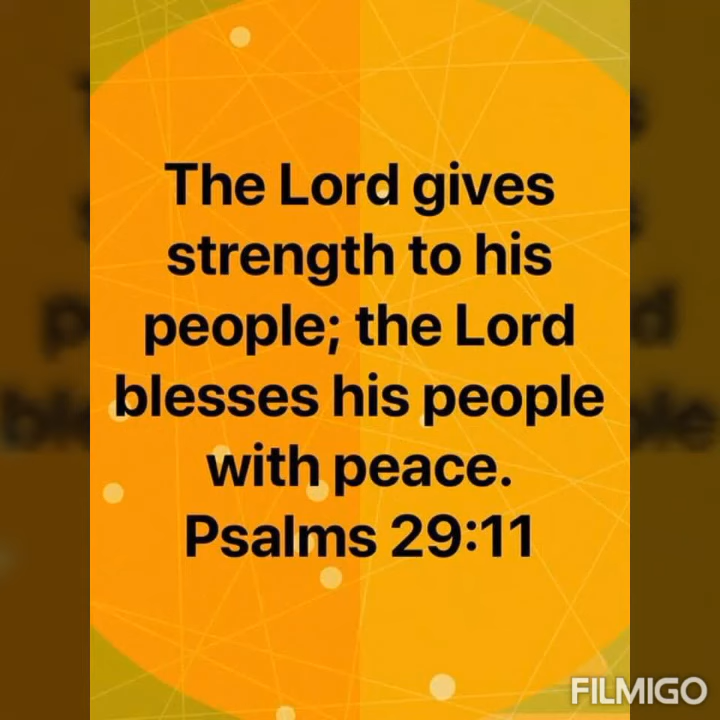 The Lord gives
strength to his
people; the Lord
blesses his people
with peace.
Psalms 29:11
FILMIGO